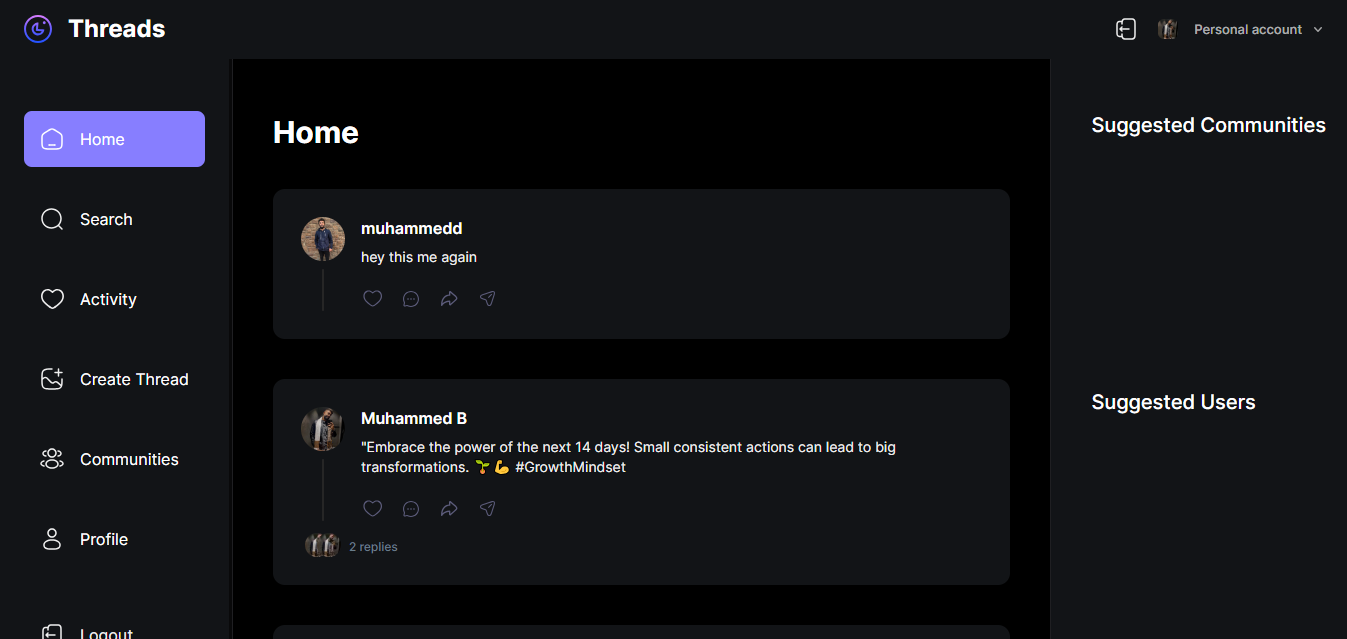 Threads
Personal account
Home
Search
Activity
Create Thread
Communities
Profile
Logout
Home
muhammedd
hey this me again
Muhammed B
"Embrace the power of the next 14 days! Small consistent actions can lead to big
transformations. 🌱💪 #GrowthMindset
2 replies
Suggested Communities
Suggested Users